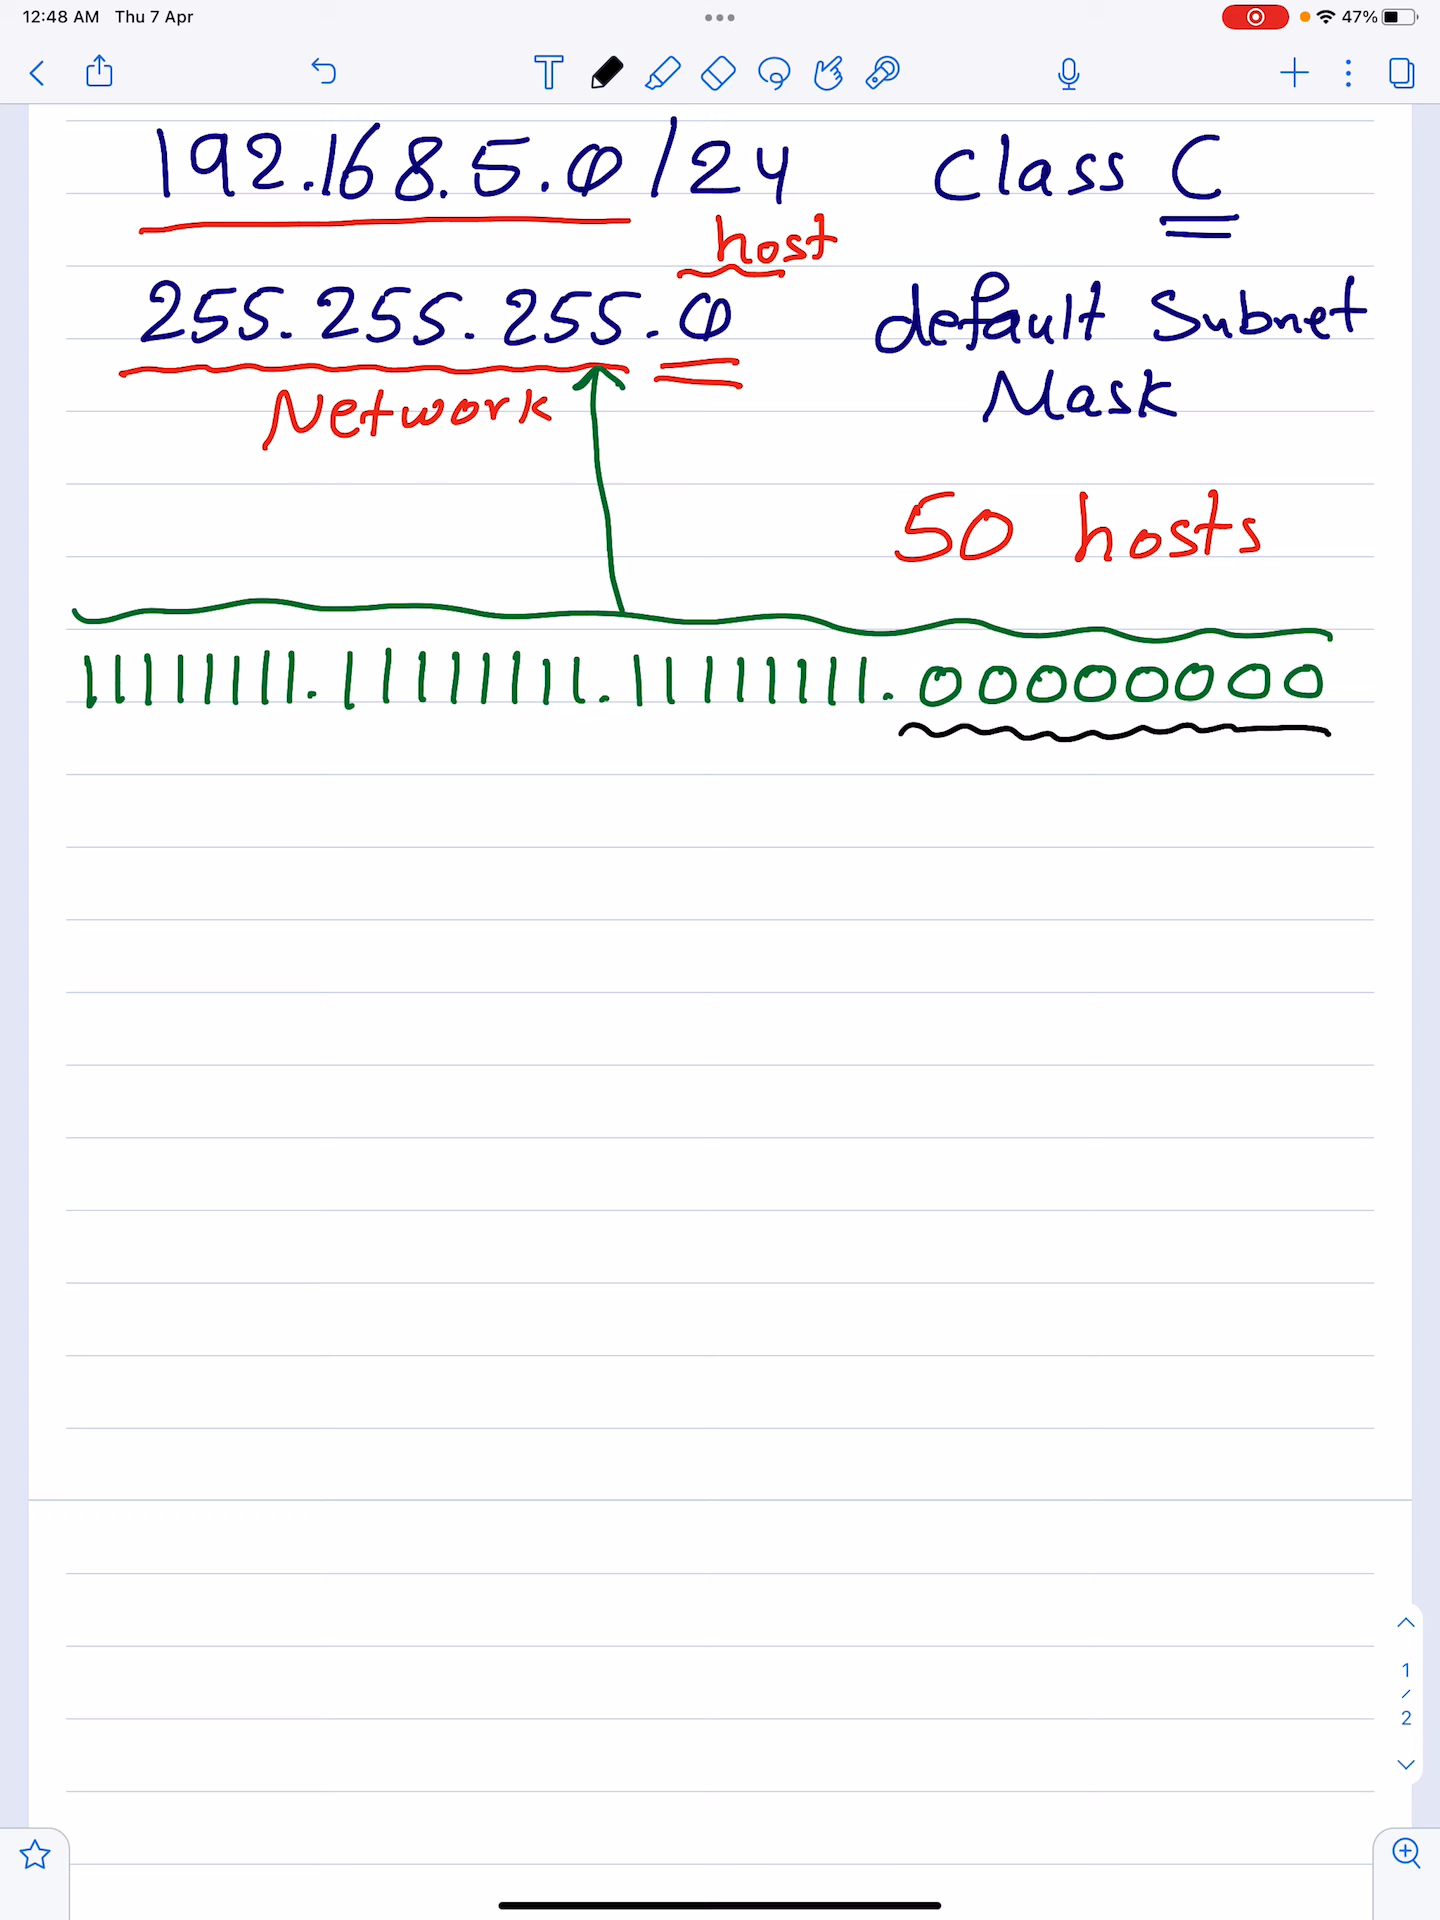 12:48 AM Thu 7 Apr
47%
192.168.5.0/24 class C
host
255.255.255.0 default Subnet
Mask
Network
50 hosts
11111111.11111111.11111111.00000000
1
/
2